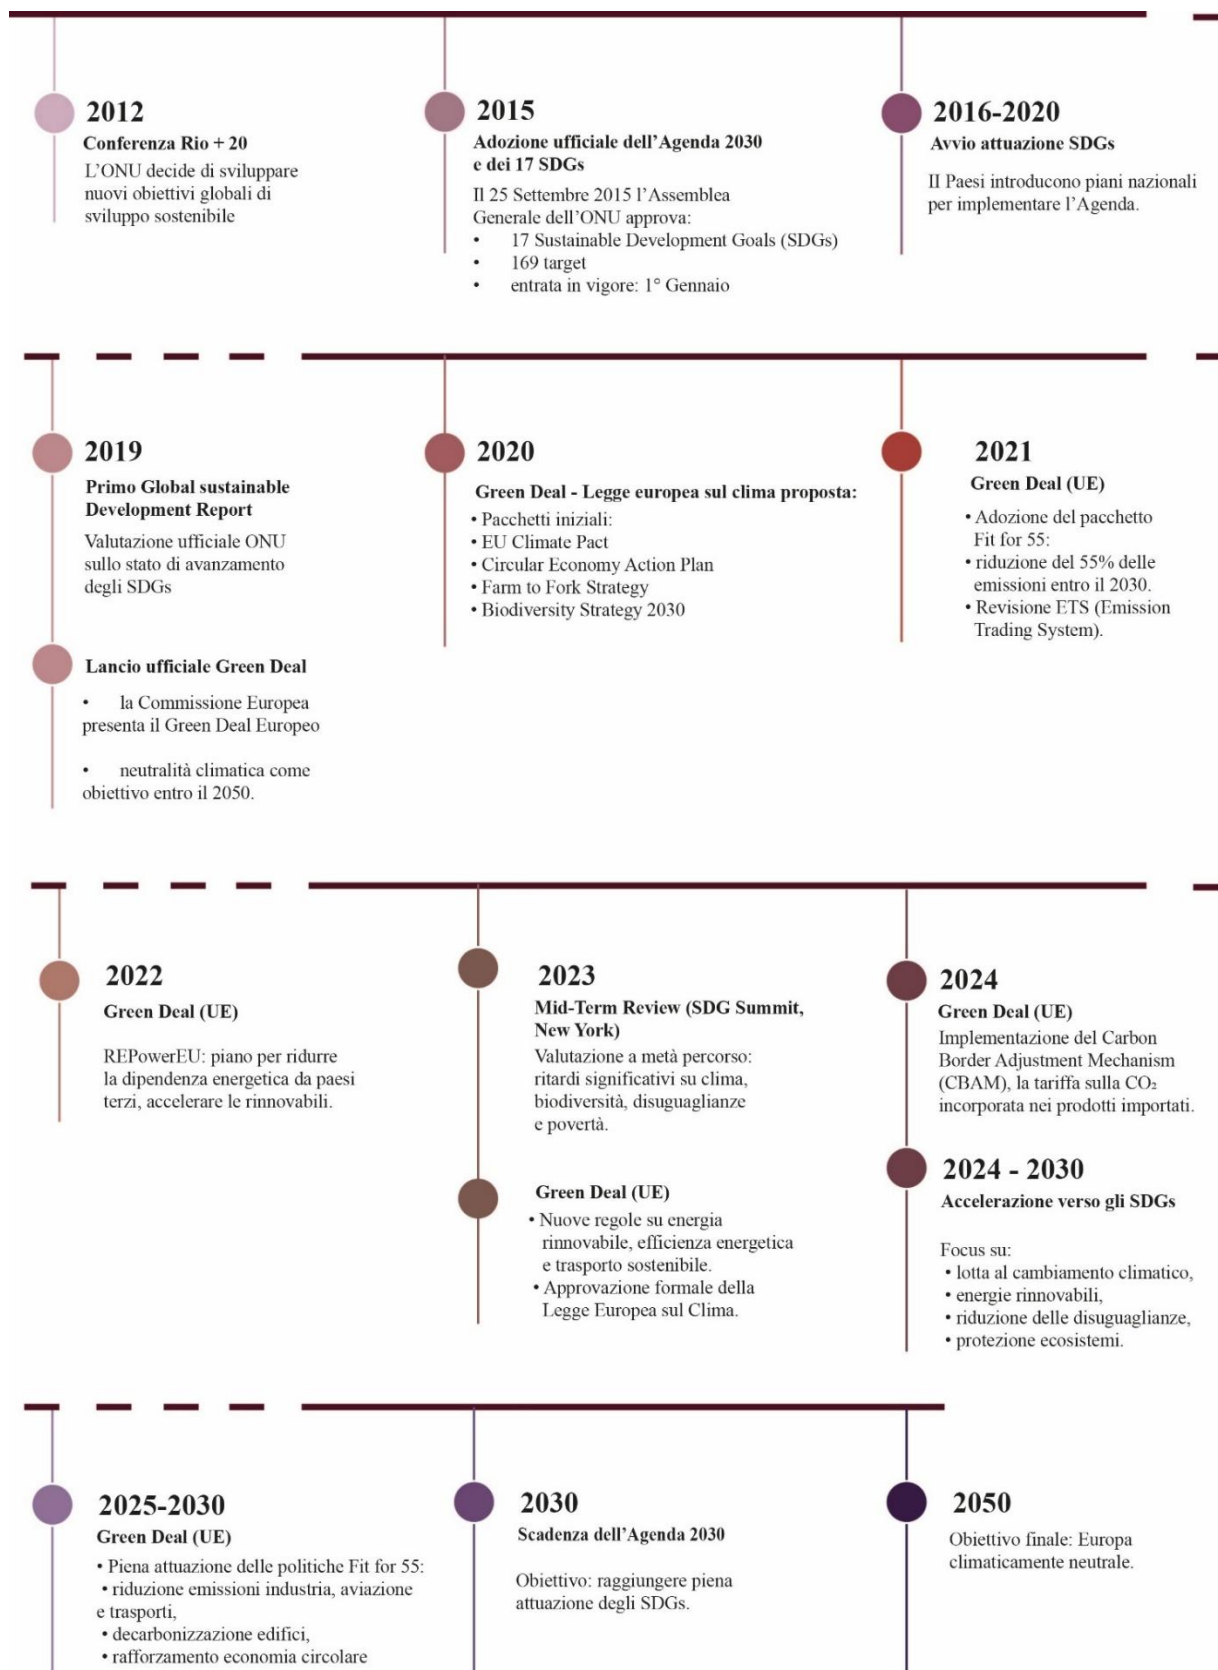 2012
Conferenza Rio + 20
L’ONU decide di sviluppare
nuovi obiettivi globali di
sviluppo sostenibile
2015
Adozione ufficiale dell’Agenda 2030
e dei 17 SDGs
Il 25 Settembre 2015 l’Assemblea
Generale dell’ONU approva:
• 17 Sustainable Development Goals (SDGs)
• 169 target
• entrata in vigore: 1° Gennaio
2016-2020
Avvio attuazione SDGs
II Paesi introducono piani nazionali
per implementare l’Agenda.
2019
Primo Global sustainable
Development Report
Valutazione ufficiale ONU
sullo stato di avanzamento
degli SDGs
Lancio ufficiale Green Deal
• la Commissione Europea
presenta il Green Deal Europeo
• neutralità climatica come
obiettivo entro il 2050.
2020
Green Deal - Legge europea sul clima proposta:
• Pacchetti iniziali:
• EU Climate Pact
• Circular Economy Action Plan
• Farm to Fork Strategy
• Biodiversity Strategy 2030
2021
Green Deal (UE)
• Adozione del pacchetto
Fit for 55:
• riduzione del 55% delle
emissioni entro il 2030.
• Revisione ETS (Emission
Trading System).
2022
Green Deal (UE)
REPowerEU: piano per ridurre
la dipendenza energetica da paesi
terzi, accelerare le rinnovabili.
2023
Mid-Term Review (SDG Summit,
New York)
Valutazione a metà percorso:
ritardi significativi su clima,
biodiversità, disuguaglianze
e povertà.
Green Deal (UE)
• Nuove regole su energia
rinnovabile, efficienza energetica
e trasporto sostenibile.
• Approvazione formale della
Legge Europea sul Clima.
2024
Green Deal (UE)
Implementazione del Carbon
Border Adjustment Mechanism
(CBAM), la tariffa sulla CO₂
incorporata nei prodotti importati.
2024 - 2030
Accelerazione verso gli SDGs
Focus su:
• lotta al cambiamento climatico,
• energie rinnovabili,
• riduzione delle disuguaglianze,
• protezione ecosistemi.
2025-2030
Green Deal (UE)
• Piena attuazione delle politiche Fit for 55:
• riduzione emissioni industria, aviazione
e trasporti,
• decarbonizzazione edifici,
• rafforzamento economia circolare
2030
Scadenza dell’Agenda 2030
Obiettivo: raggiungere piena
attuazione degli SDGs.
2050
Obiettivo finale: Europa
climaticamente neutrale.